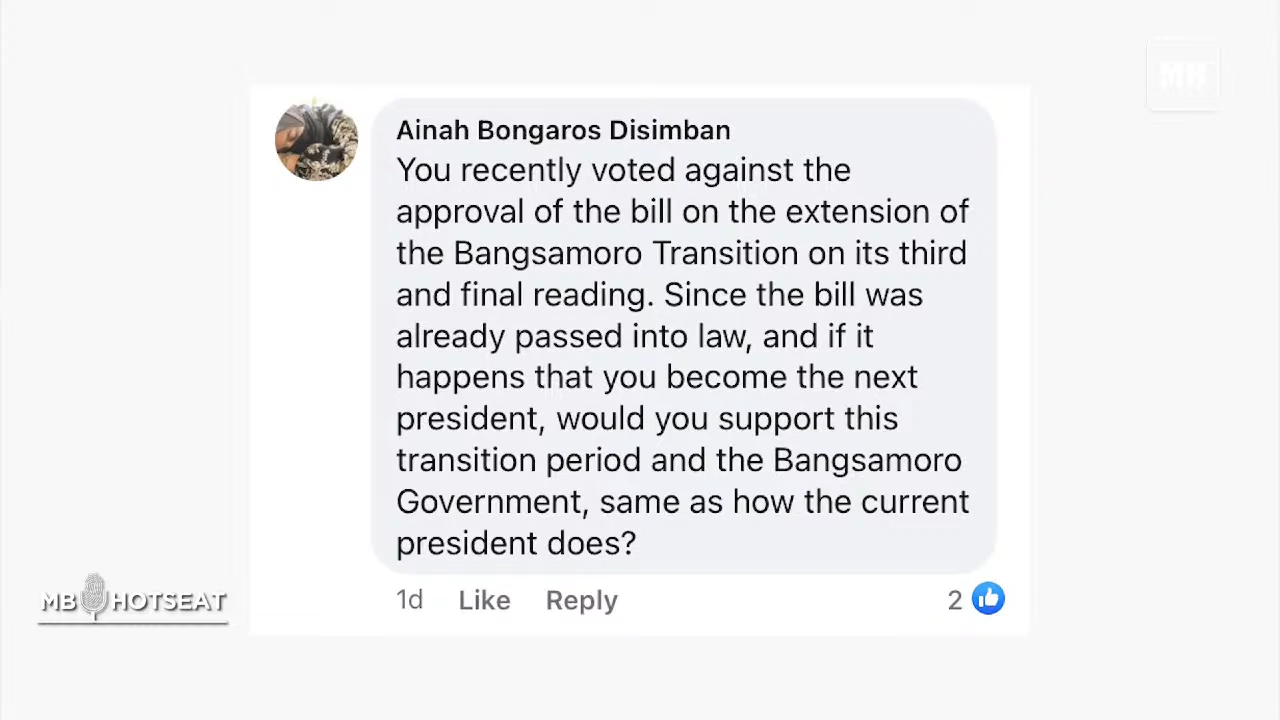 MB
Ainah Bongaros Disimban
You recently voted against the
approval of the bill on the extension of
the Bangsamoro Transition on its third
and final reading. Since the bill was
already passed into law, and if it
happens that you become the next
president, would you support this
transition period and the Bangsamoro
Government, same as how the current
president does?
1d Like Reply 2
MB HOTSEAT